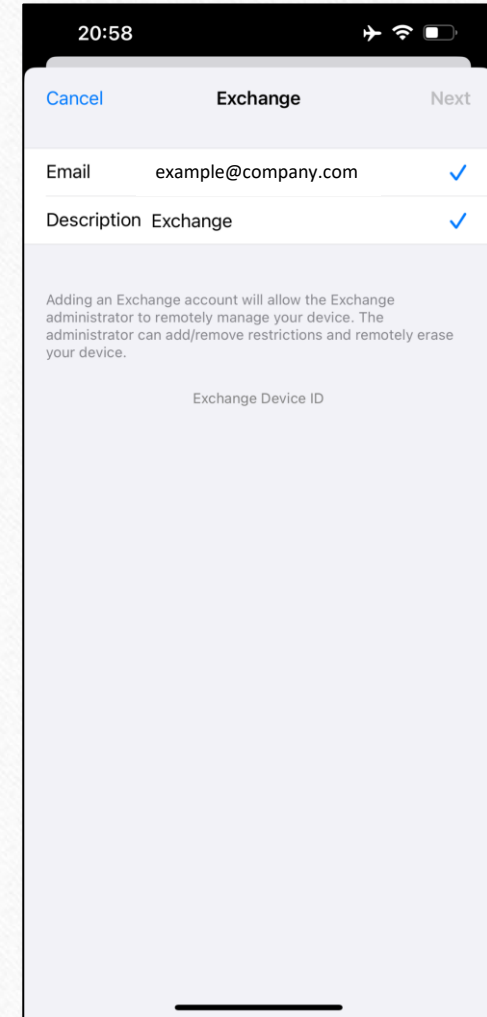 20:58
Cancel Exchange Next
Email example@company.com
Description Exchange
Adding an Exchange account will allow the Exchange
administrator to remotely manage your device. The
administrator can add/remove restrictions and remotely erase
your device.
Exchange Device ID